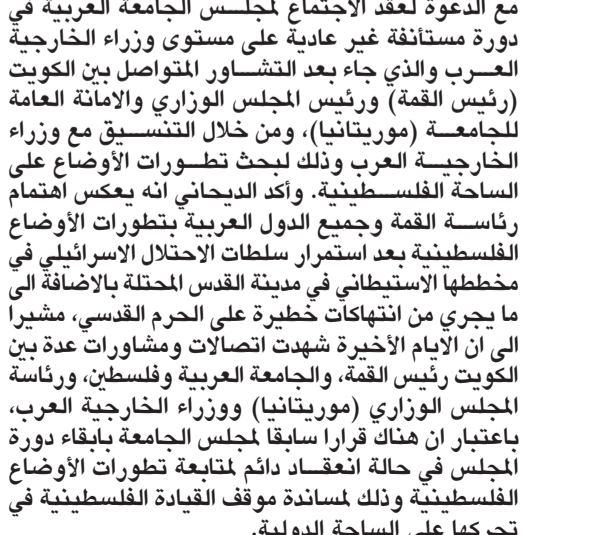 مع الدعوة لعقد الاجتماع لمجلس الجامعة العربية في
دورة مستأنفة غير عادية على مستوى وزراء الخارجية
العرب والذي جاء بعد التشاور المتواصل بين الكويت
(رئيس القمة) ورئيس المجلس الوزاري والامانة العامة
للجامعة (موريتانيا)، ومن خلال التنسيق مع وزراء
الخارجية العرب وذلك لبحث تطورات الأوضاع على
الساحة الفلسطينية. وأكد الديحاني انه يعكس اهتمام
رئاسة القمة وجميع الدول العربية بتطورات الأوضاع
الفلسطينية بعد استمرار سلطات الاحتلال الاسرائيلي في
مخططها الاستيطاني في مدينة القدس المحتلة بالاضافة الى
ما يجري من انتهاكات خطيرة على الحرم القدسي، مشيرا
الى ان الايام الأخيرة شهدت اتصالات ومشاورات عدة بين
الكويت رئيس القمة، والجامعة العربية وفلسطين، ورئاسة
المجلس الوزاري (موريتانيا) ووزراء الخارجية العرب،
باعتبار ان هناك قرارا سابقا لمجلس الجامعة بابقاء دورة
المجلس في حالة انعقاد دائم لمتابعة تطورات الأوضاع
الفلسطينية وذلك لمساندة موقف القيادة الفلسطينية في
تحركها على الساحة الدولية.